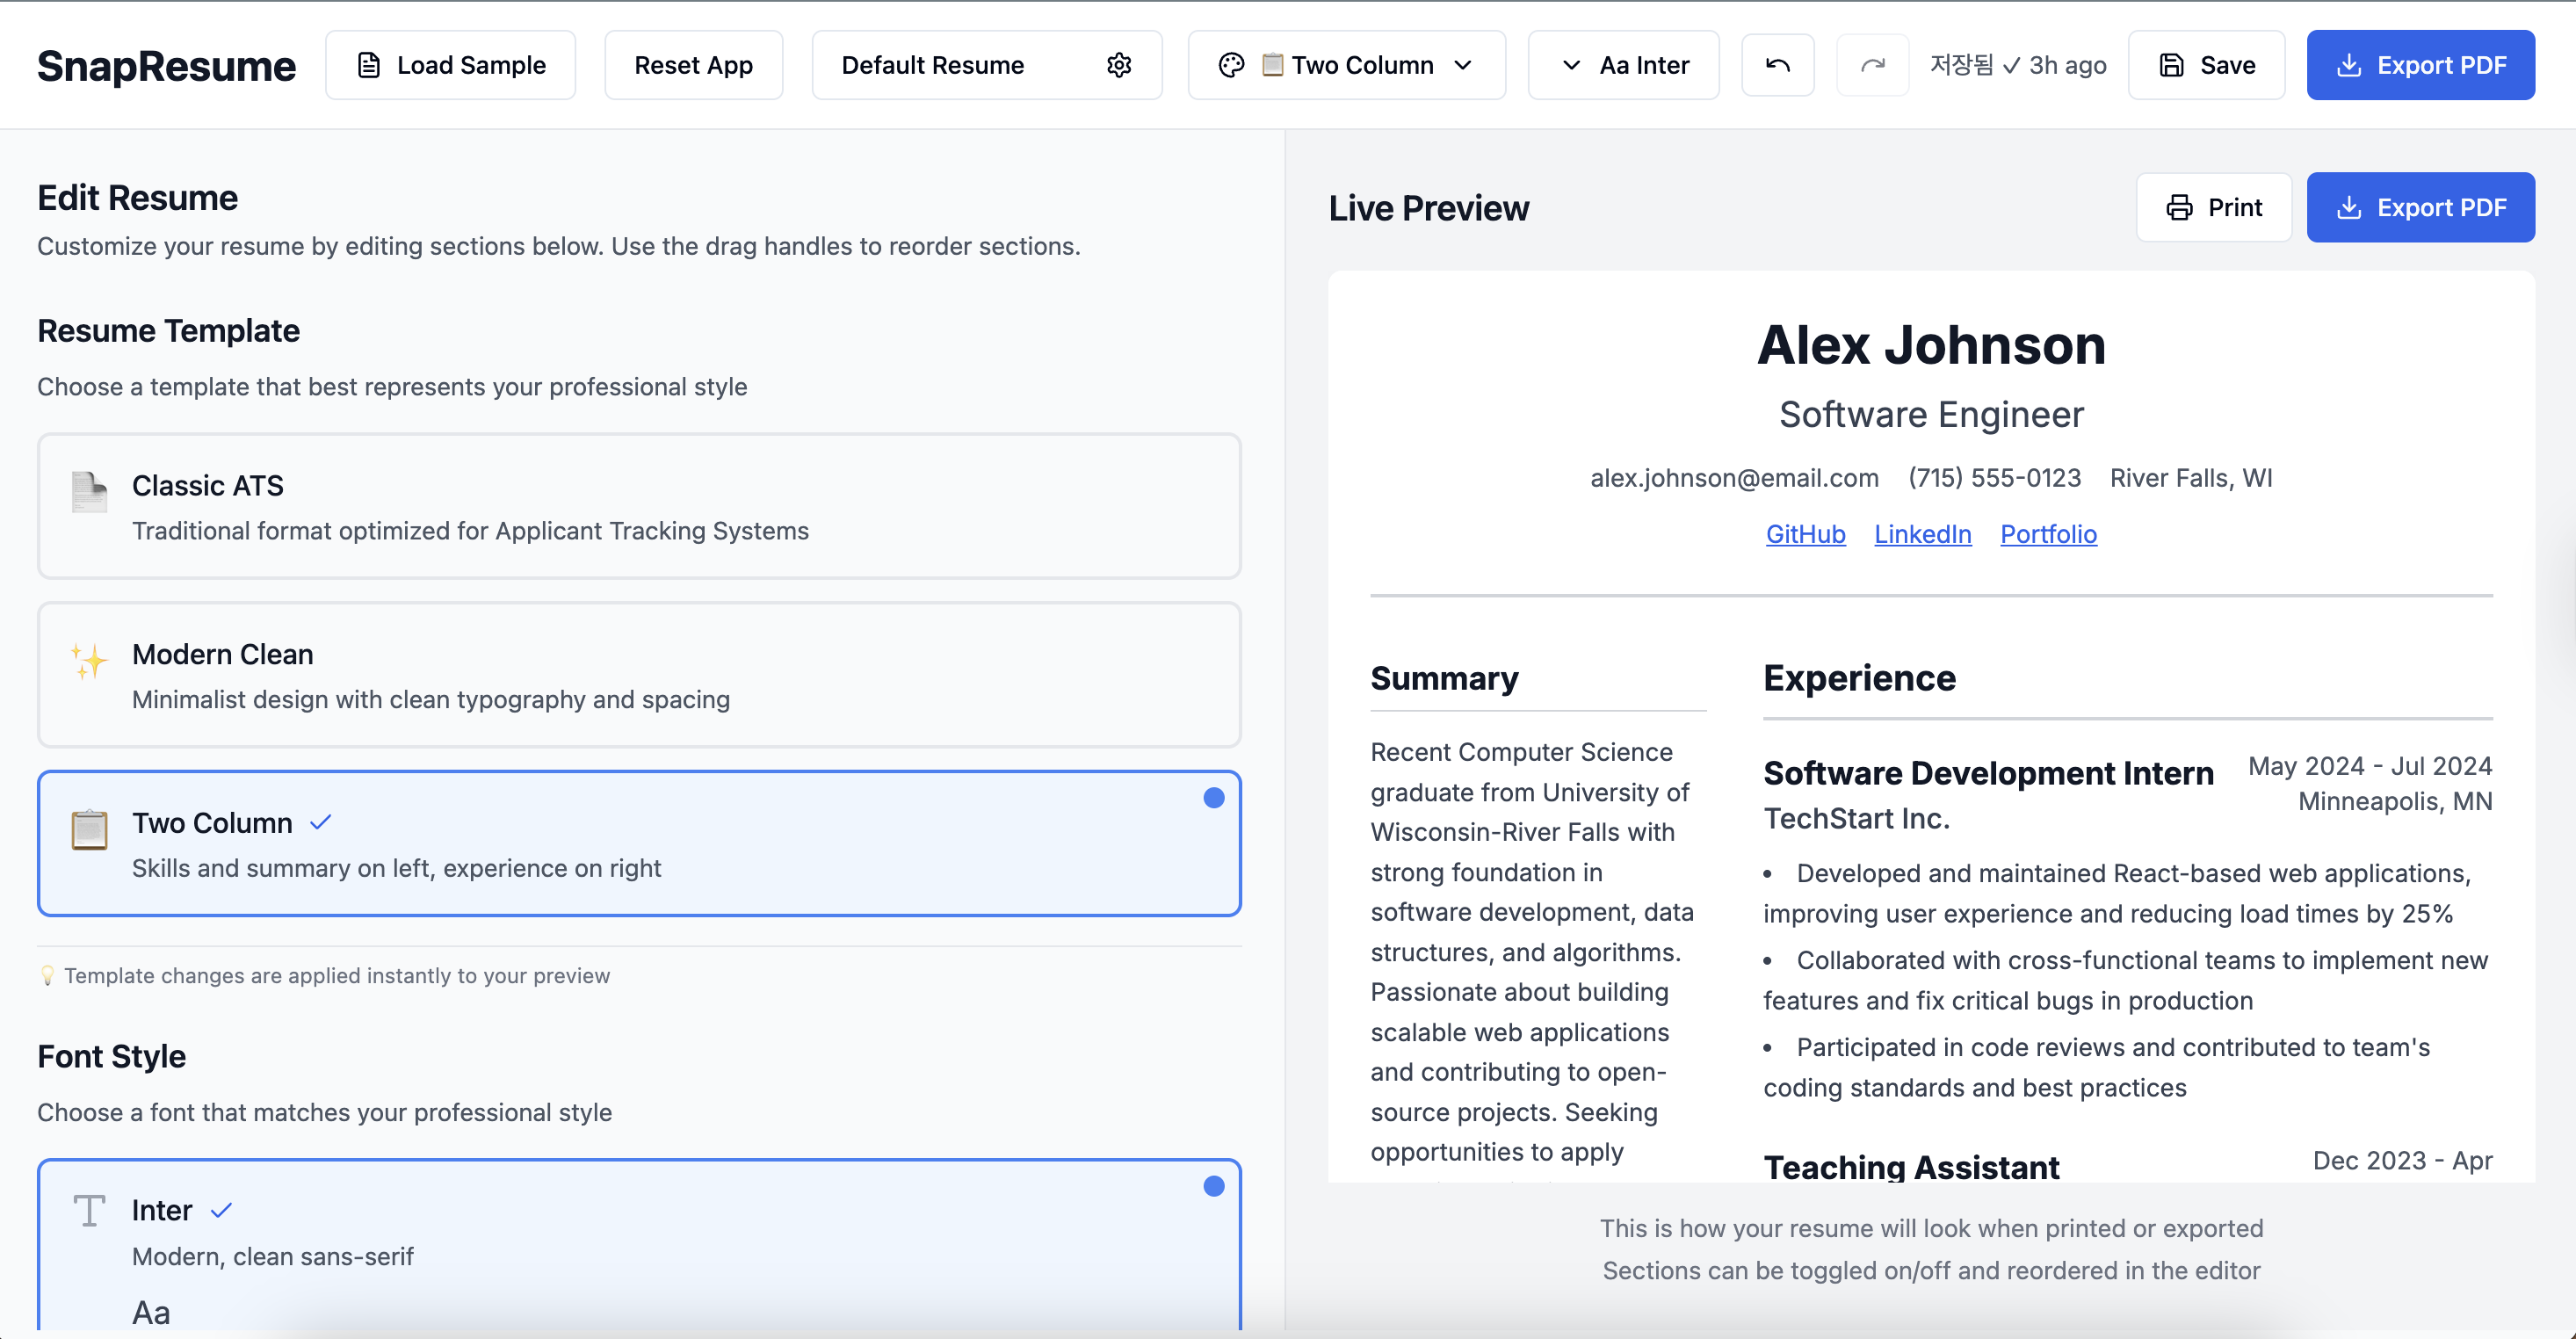 SnapResume
Load Sample
Reset App
Default Resume
Two Column
Aa Inter
저장됨 ✓ 3h ago
Save
Export PDF
Edit Resume
Customize your resume by editing sections below. Use the drag handles to reorder sections.
Resume Template
Choose a template that best represents your professional style
Classic ATS
Traditional format optimized for Applicant Tracking Systems
Modern Clean
Minimalist design with clean typography and spacing
Two Column ✓
Skills and summary on left, experience on right
Template changes are applied instantly to your preview
Font Style
Choose a font that matches your professional style
Inter ✓
Modern, clean sans-serif
Aa
Live Preview
Print
Export PDF
Alex Johnson
Software Engineer
alex.johnson@email.com (715) 555-0123 River Falls, WI
GitHub LinkedIn Portfolio
Summary
Recent Computer Science
graduate from University of
Wisconsin-River Falls with
strong foundation in
software development, data
structures, and algorithms.
Passionate about building
scalable web applications
and contributing to open-
source projects. Seeking
opportunities to apply
Experience
Software Development Intern
May 2024 - Jul 2024
TechStart Inc.
Minneapolis, MN
• Developed and maintained React-based web applications,
improving user experience and reducing load times by 25%
• Collaborated with cross-functional teams to implement new
features and fix critical bugs in production
• Participated in code reviews and contributed to team's
coding standards and best practices
Teaching Assistant
Dec 2023 - Apr
This is how your resume will look when printed or exported
Sections can be toggled on/off and reordered in the editor